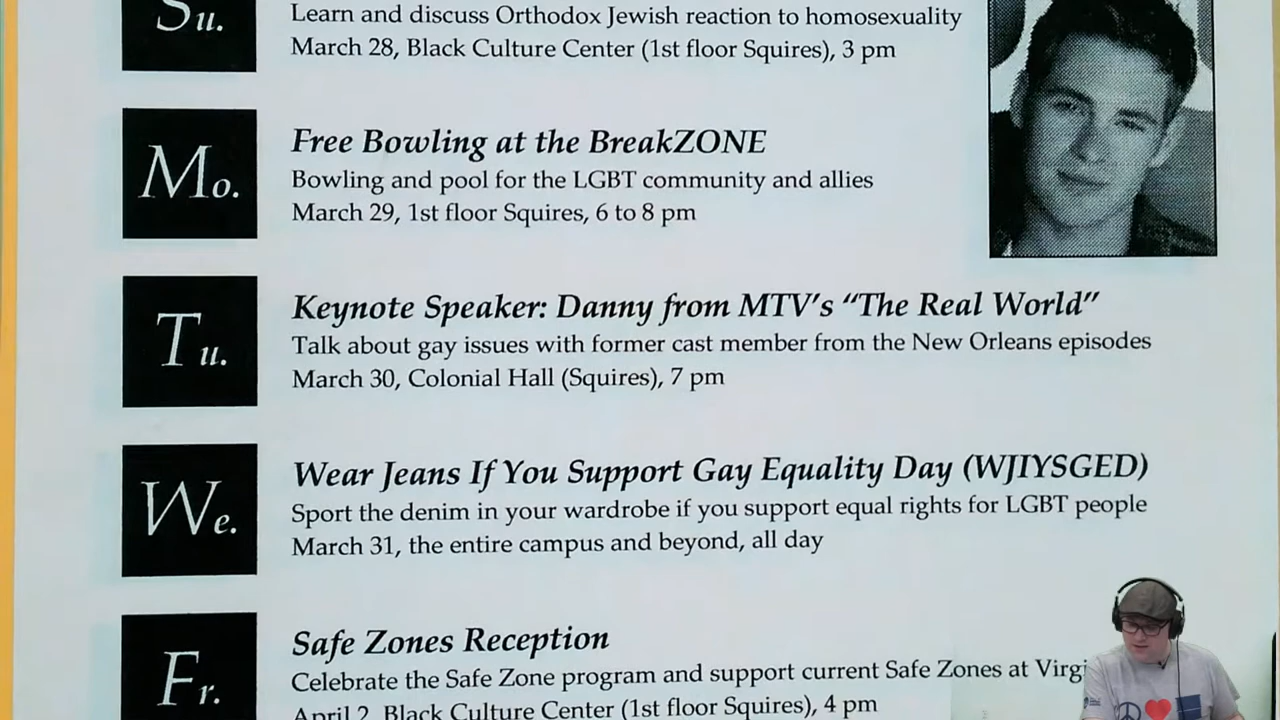 Su.
Learn and discuss Orthodox Jewish reaction to homosexuality
March 28, Black Culture Center (1st floor Squires), 3 pm
Mo.
Free Bowling at the BreakZONE
Bowling and pool for the LGBT community and allies
March 29, 1st floor Squires, 6 to 8 pm
Tu.
Keynote Speaker: Danny from MTV's "The Real World"
Talk about gay issues with former cast member from the New Orleans episodes
March 30, Colonial Hall (Squires), 7 pm
We.
Wear Jeans If You Support Gay Equality Day (WJIYSGED)
Sport the denim in your wardrobe if you support equal rights for LGBT people
March 31, the entire campus and beyond, all day
Fr.
Safe Zones Reception
Celebrate the Safe Zone program and support current Safe Zones at Virgi
April 2, Black Culture Center (1st floor Squires), 4 pm